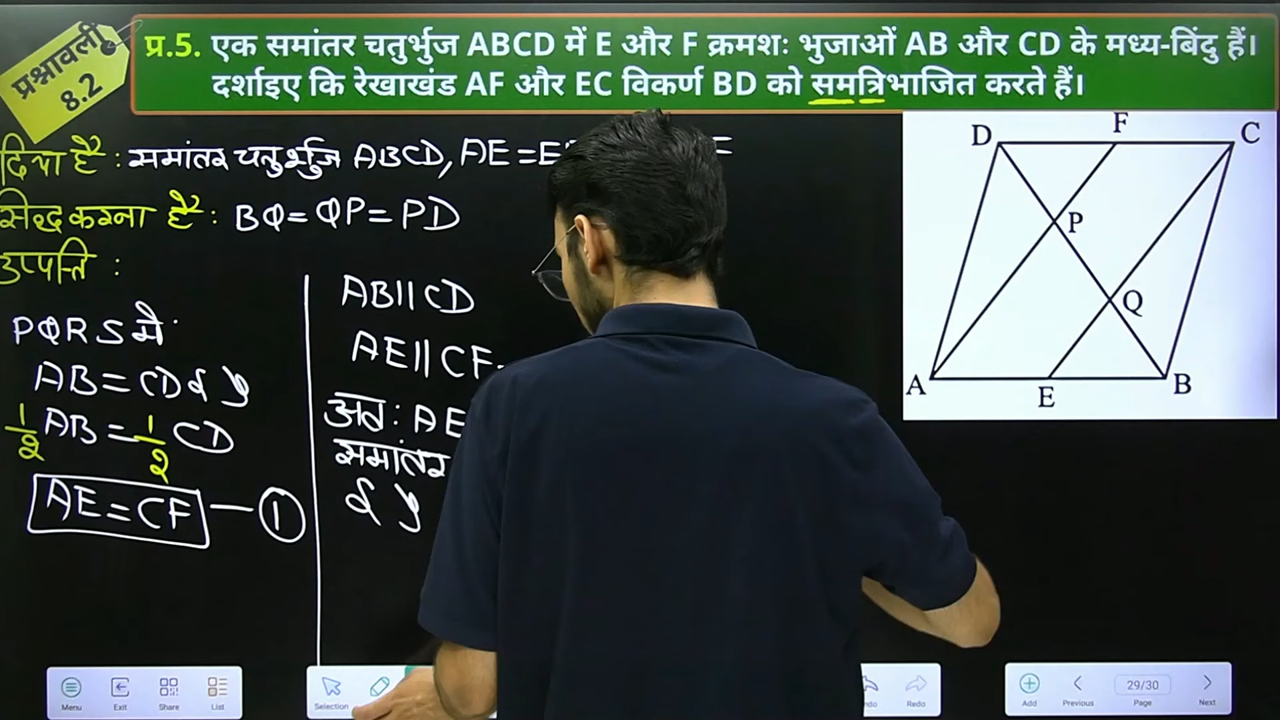 प्रश्नावली
8.2
प्र.5. एक समांतर चतुर्भुज ABCD में E और F क्रमशः भुजाओं AB और CD के मध्य-बिंदु हैं।
दर्शाइए कि रेखाखंड AF और EC विकर्ण BD को समत्रिभाजित करते हैं।
दिया है : समांतर चतुर्भुज ABCD, AE=E
सिद्ध करना है : BQ=QP=PD
उत्पत्ति :
PQRS में
AB=CD
1/2 AB = 1/2 CD
AE=CF — 1
AB||CD
AE||CF
अत: AE
समांतर
D F C
P
Q
A E B
Menu Exit Share List
Selection
Redo
Add Previous 29/30 Page Next